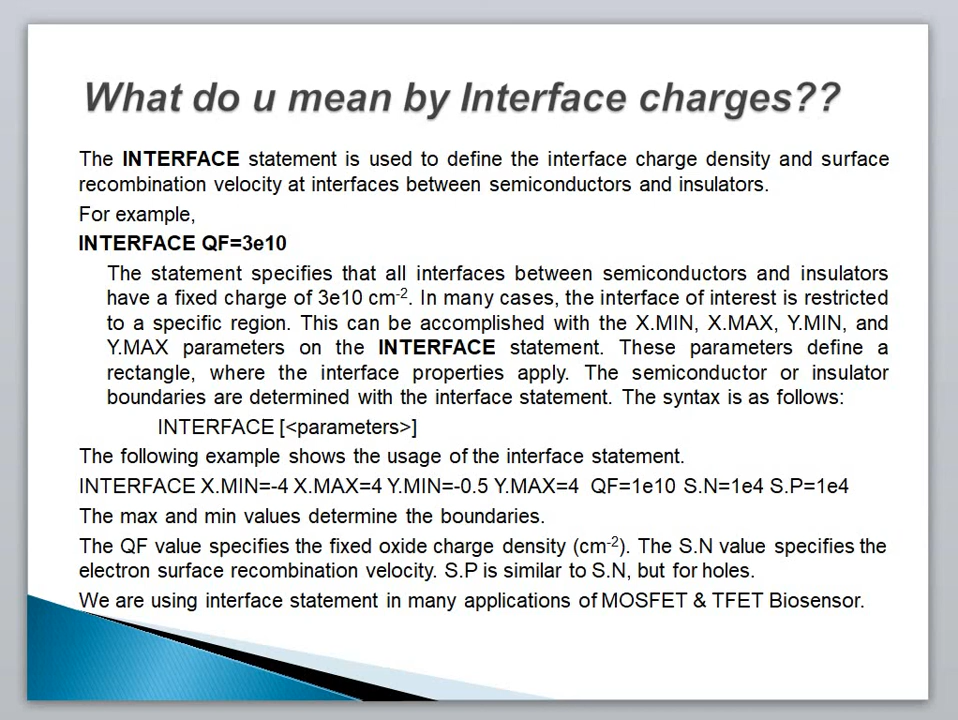 What do u mean by Interface charges??
The INTERFACE statement is used to define the interface charge density and surface
recombination velocity at interfaces between semiconductors and insulators.
For example,
INTERFACE QF=3e10
The statement specifies that all interfaces between semiconductors and insulators
have a fixed charge of 3e10 cm-2. In many cases, the interface of interest is restricted
to a specific region. This can be accomplished with the X.MIN, X.MAX, Y.MIN, and
Y.MAX parameters on the INTERFACE statement. These parameters define a
rectangle, where the interface properties apply. The semiconductor or insulator
boundaries are determined with the interface statement. The syntax is as follows:
INTERFACE [<parameters>]
The following example shows the usage of the interface statement.
INTERFACE X.MIN=-4 X.MAX=4 Y.MIN=-0.5 Y.MAX=4 QF=1e10 S.N=1e4 S.P=1e4
The max and min values determine the boundaries.
The QF value specifies the fixed oxide charge density (cm-2). The S.N value specifies the
electron surface recombination velocity. S.P is similar to S.N, but for holes.
We are using interface statement in many applications of MOSFET & TFET Biosensor.